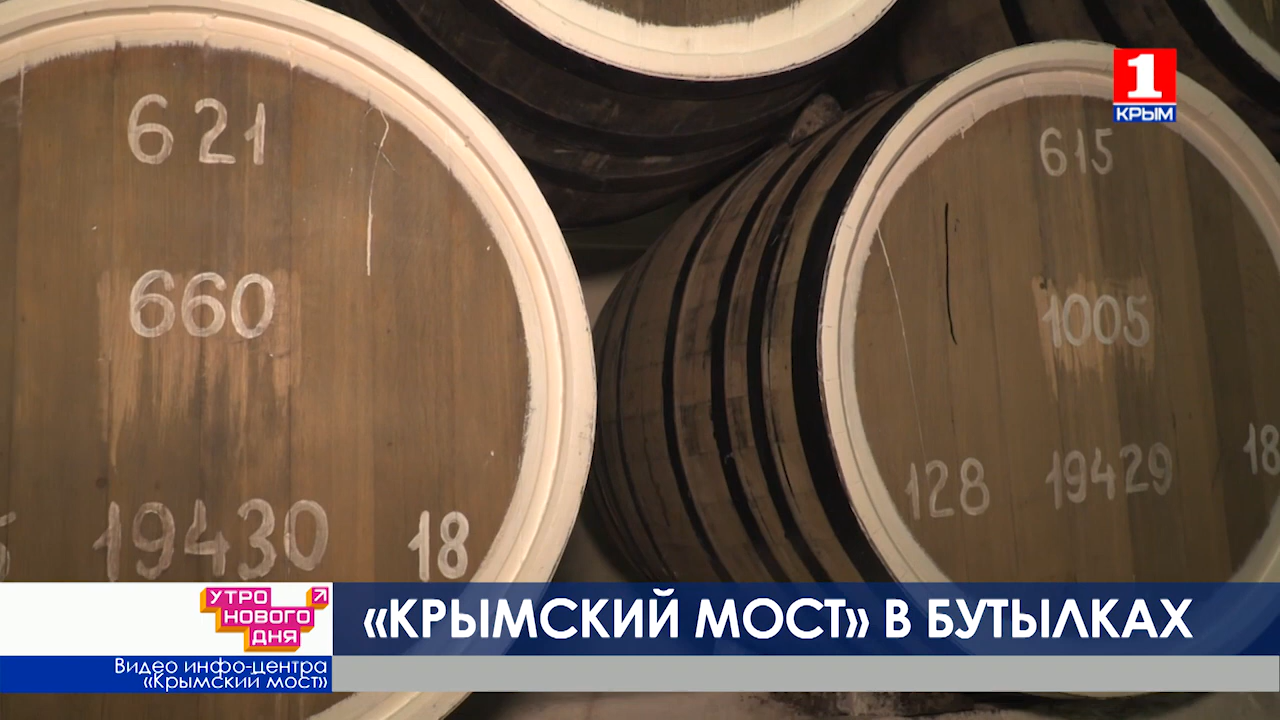 621
660
19430 18
615
1005
128 19429 18
1
КРЫМ
УТРО
НОВОГО
ДНЯ
«КРЫМСКИЙ МОСТ» В БУТЫЛКАХ
Видео инфо-центра
«Крымский мост»